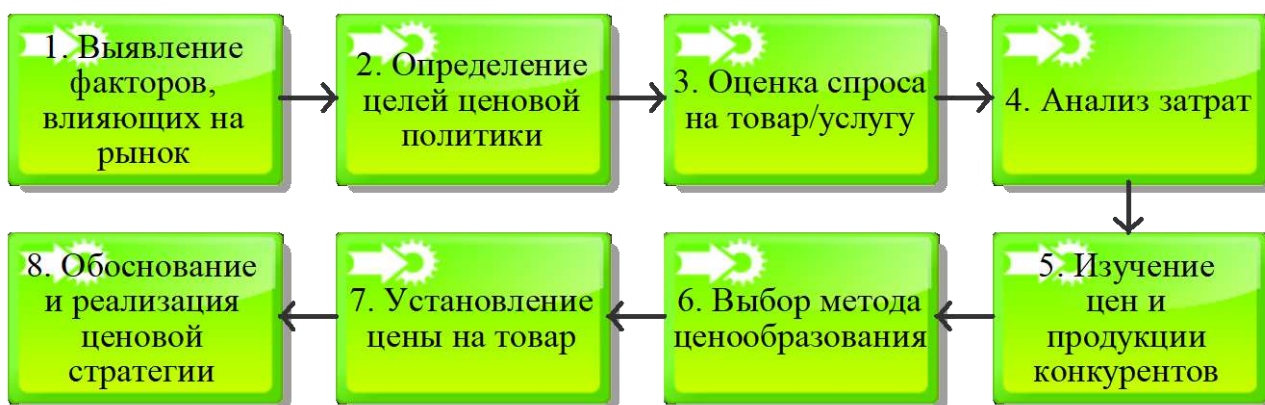 1. Выявление
факторов,
влияющих на
рынок
2. Определение
целей ценовой
политики
3. Оценка спроса
на товар/услугу
4. Анализ затрат
5. Изучение
цен и
продукции
конкурентов
6. Выбор метода
ценообразования
7. Установление
цены на товар
8. Обоснование
и реализация
ценовой
стратегии